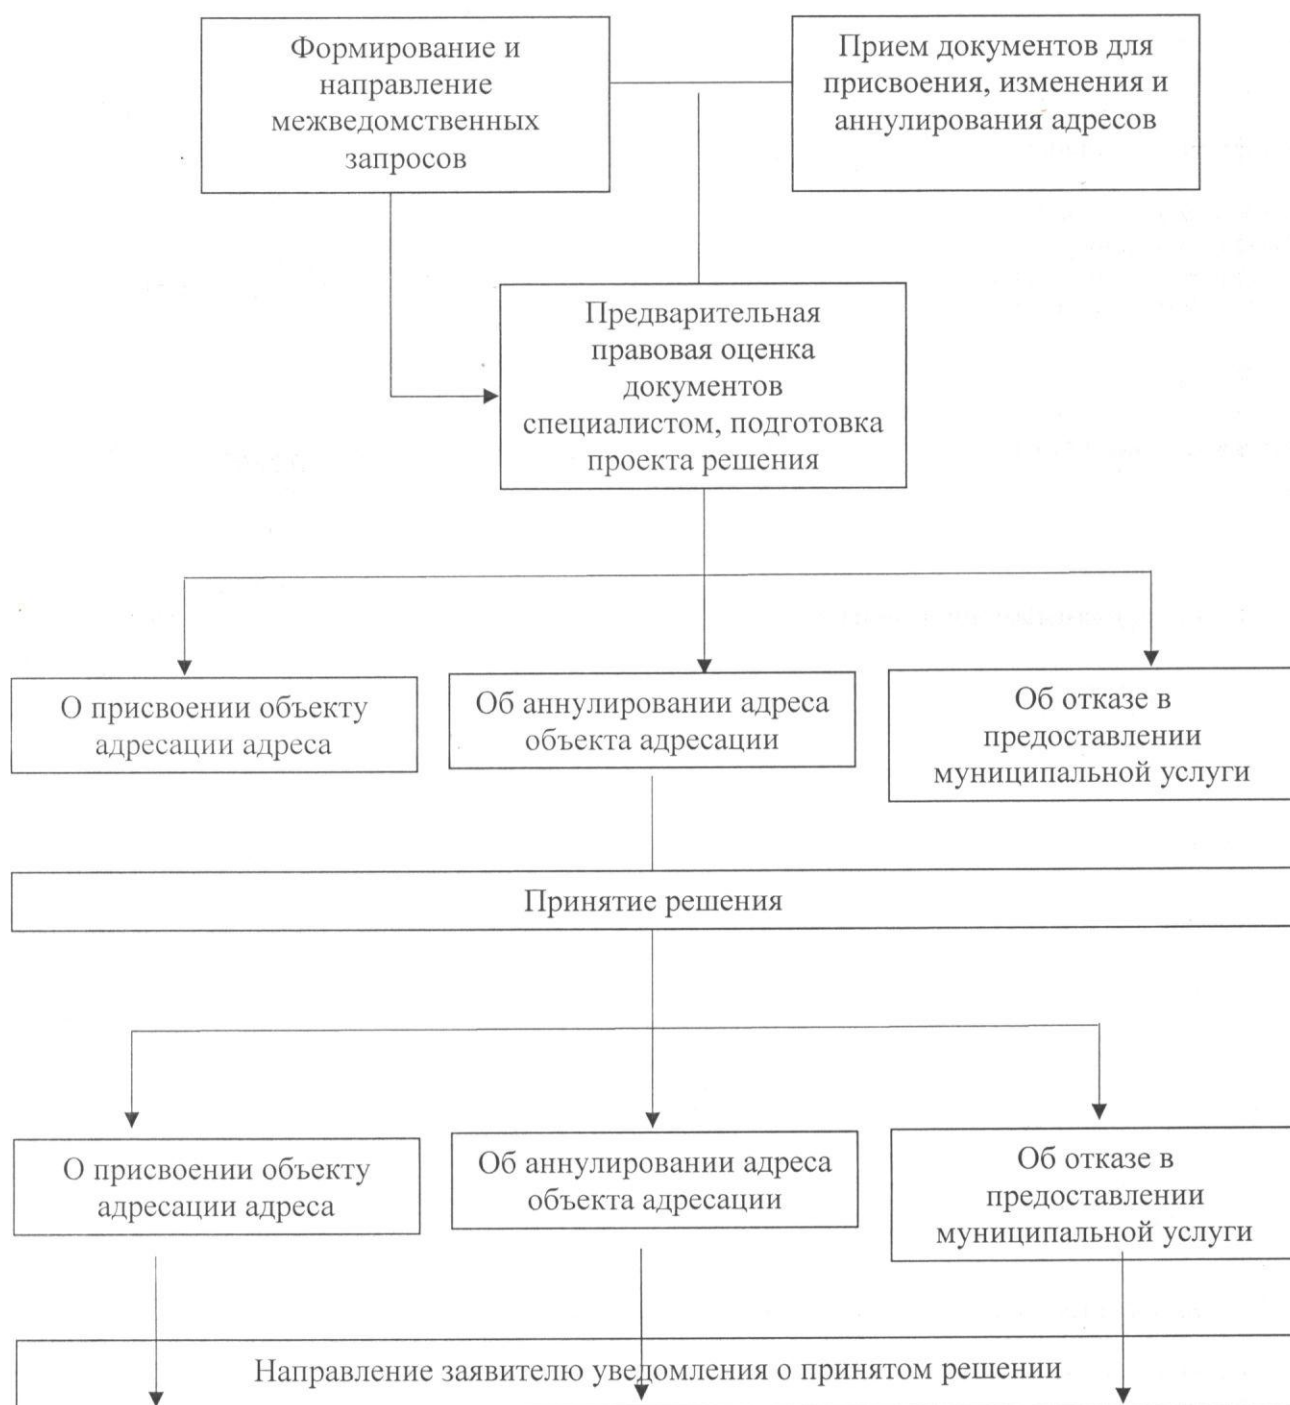 Формирование и
направление
межведомственных
запросов
Прием документов для
присвоения, изменения и
аннулирования адресов
Предварительная
правовая оценка
документов
специалистом, подготовка
проекта решения
О присвоении объекту
адресации адреса
Об аннулировании адреса
объекта адресации
Об отказе в
предоставлении
муниципальной услуги
Принятие решения
О присвоении объекту
адресации адреса
Об аннулировании адреса
объекта адресации
Об отказе в
предоставлении
муниципальной услуги
Направление заявителю уведомления о принятом решении